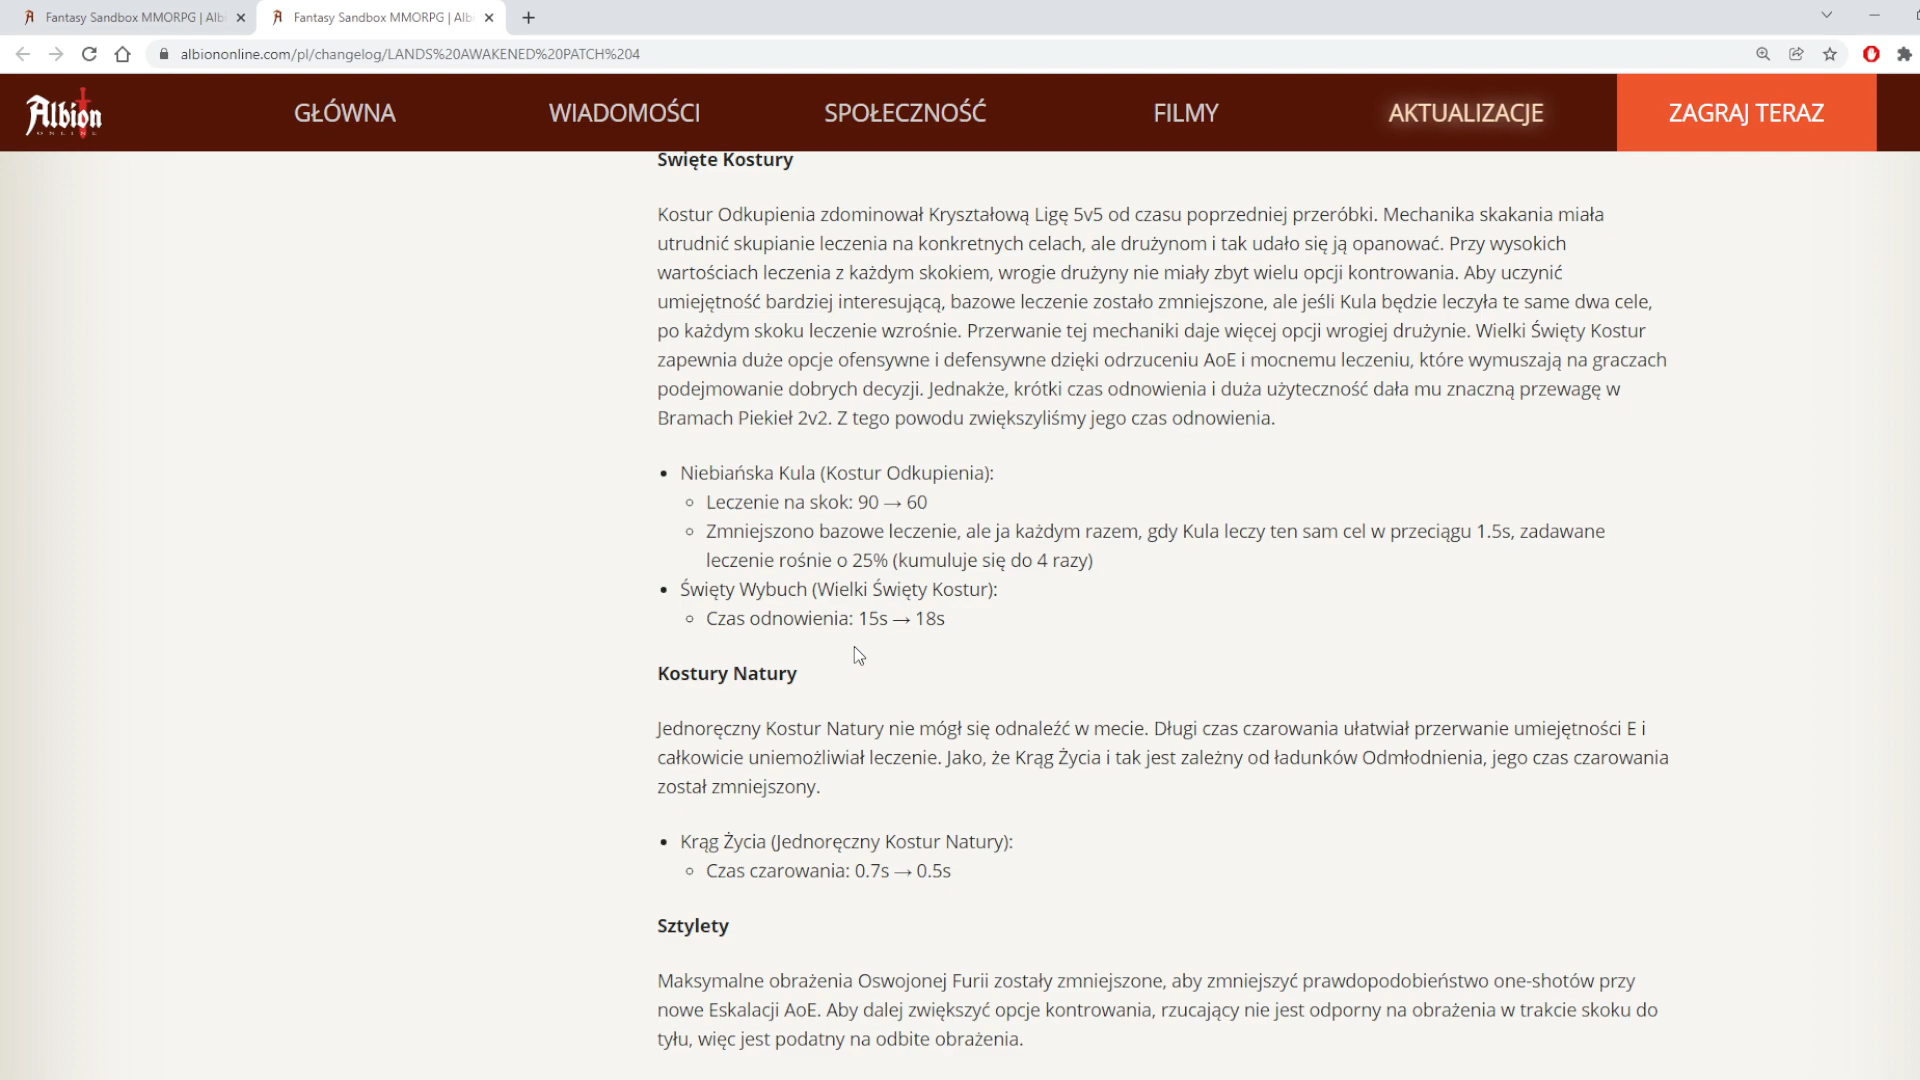 Fantasy Sandbox MMORPG | Alb
Fantasy Sandbox MMORPG | Alb
albiononline.com/pl/changelog/LANDS%20AWAKENED%20PATCH%204
Albion
ONLINE
GŁÓWNA
WIADOMOŚCI
SPOŁECZNOŚĆ
FILMY
AKTUALIZACJE
ZAGRAJ TERAZ
Święte Kostury
Kostur Odkupienia zdominował Kryształową Ligę 5v5 od czasu poprzedniej przeróbki. Mechanika skakania miała
utrudnić skupianie leczenia na konkretnych celach, ale drużynom i tak udało się ją opanować. Przy wysokich
wartościach leczenia z każdym skokiem, wrogie drużyny nie miały zbyt wielu opcji kontrowania. Aby uczynić
umiejętność bardziej interesującą, bazowe leczenie zostało zmniejszone, ale jeśli Kula będzie leczyła te same dwa cele,
po każdym skoku leczenie wzrośnie. Przerwanie tej mechaniki daje więcej opcji wrogiej drużynie. Wielki Święty Kostur
zapewnia duże opcje ofensywne i defensywne dzięki odrzuceniu AoE i mocnemu leczeniu, które wymuszają na graczach
podejmowanie dobrych decyzji. Jednakże, krótki czas odnowienia i duża użyteczność dała mu znaczną przewagę w
Bramach Piekieł 2v2. Z tego powodu zwiększyliśmy jego czas odnowienia.
• Niebiańska Kula (Kostur Odkupienia):
○ Leczenie na skok: 90 → 60
○ Zmniejszono bazowe leczenie, ale ja każdym razem, gdy Kula leczy ten sam cel w przeciągu 1.5s, zadawane
leczenie rośnie o 25% (kumuluje się do 4 razy)
• Święty Wybuch (Wielki Święty Kostur):
○ Czas odnowienia: 15s → 18s
Kostury Natury
Jednoręczny Kostur Natury nie mógł się odnaleźć w mecie. Długi czas czarowania ułatwiał przerwanie umiejętności E i
całkowicie uniemożliwiał leczenie. Jako, że Krąg Życia i tak jest zależny od ładunków Odmłodnienia, jego czas czarowania
został zmniejszony.
• Krąg Życia (Jednoręczny Kostur Natury):
○ Czas czarowania: 0.7s → 0.5s
Sztylety
Maksymalne obrażenia Oswojonej Furii zostały zmniejszone, aby zmniejszyć prawdopodobieństwo one-shotów przy
nowe Eskalacji AoE. Aby dalej zwiększyć opcje kontrowania, rzucający nie jest odporny na obrażenia w trakcie skoku do
tyłu, więc jest podatny na odbite obrażenia.